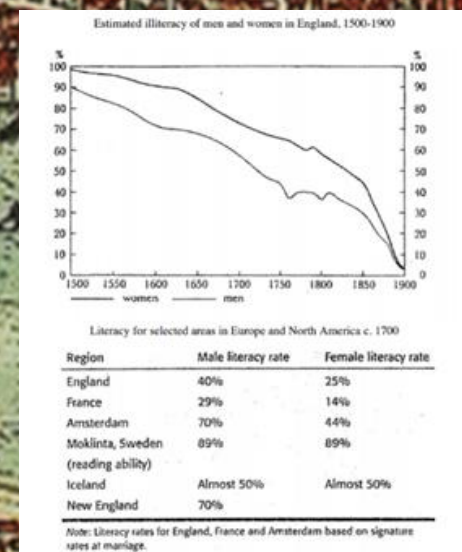 Estimated illiteracy of men and women in England, 1500-1900
% %
100 100
90 90
80 80
70 70
60 60
50 50
40 40
30 30
20 20
10 10
0 0
1500 1550 1600 1650 1700 1750 1800 1850 1900
women men
Literacy for selected areas in Europe and North America c. 1700
Region Male literacy rate Female literacy rate
England 40% 25%
France 29% 14%
Amsterdam 70% 44%
Moklinta, Sweden 89% 89%
(reading ability)
Iceland Almost 50% Almost 50%
New England 70%
Note: Literacy rates for England, France and Amsterdam based on signature
rates at marriage.